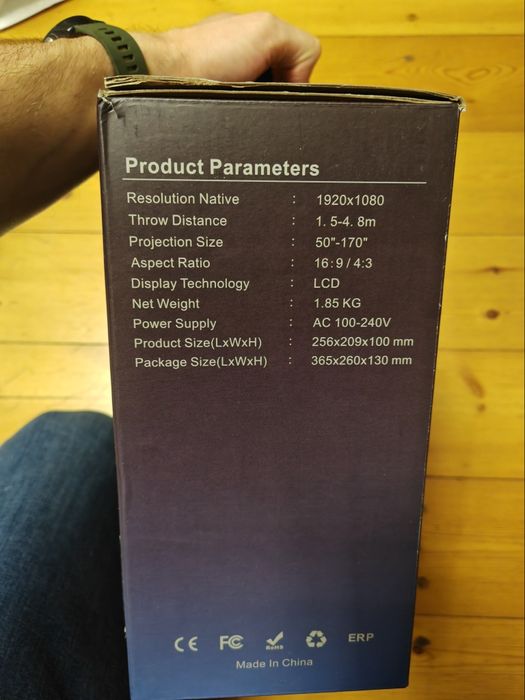 Product Parameters
Resolution Native : 1920x1080
Throw Distance : 1. 5-4. 8m
Projection Size : 50"-170"
Aspect Ratio : 16:9 / 4:3
Display Technology : LCD
Net Weight : 1.85 KG
Power Supply : AC 100-240V
Product Size(LxWxH) : 256x209x100 mm
Package Size(LxWxH) : 365x260x130 mm
CE FC RoHS ERP
Made In China